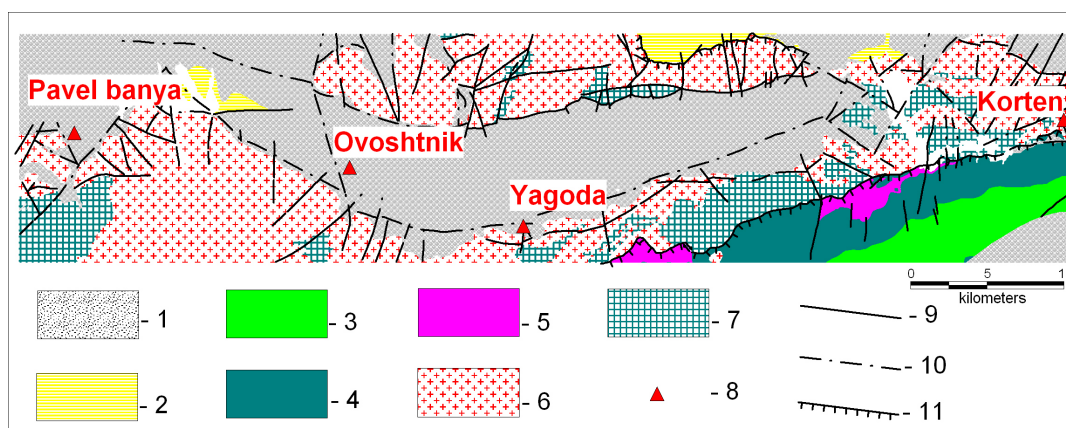 Pavel banya
Korten
Ovoshtnik
Yagoda
0 5 1
kilometers
- 1
- 3
- 5
- 7
- 9
- 10
- 2
- 4
- 6
- 8
- 11